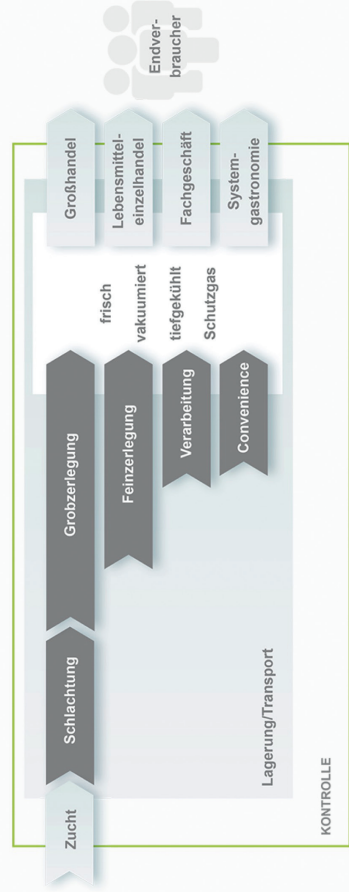 Zucht
Schlachtung
Grobzerlegung
Feinzerlegung
Verarbeitung
Convenience
frisch
vakuumiert
tiefgekühlt
Schutzgas
Großhandel
Lebensmittel-
einzelhandel
Fachgeschäft
System-
gastronomie
Endver-
braucher
Lagerung/Transport
KONTROLLE